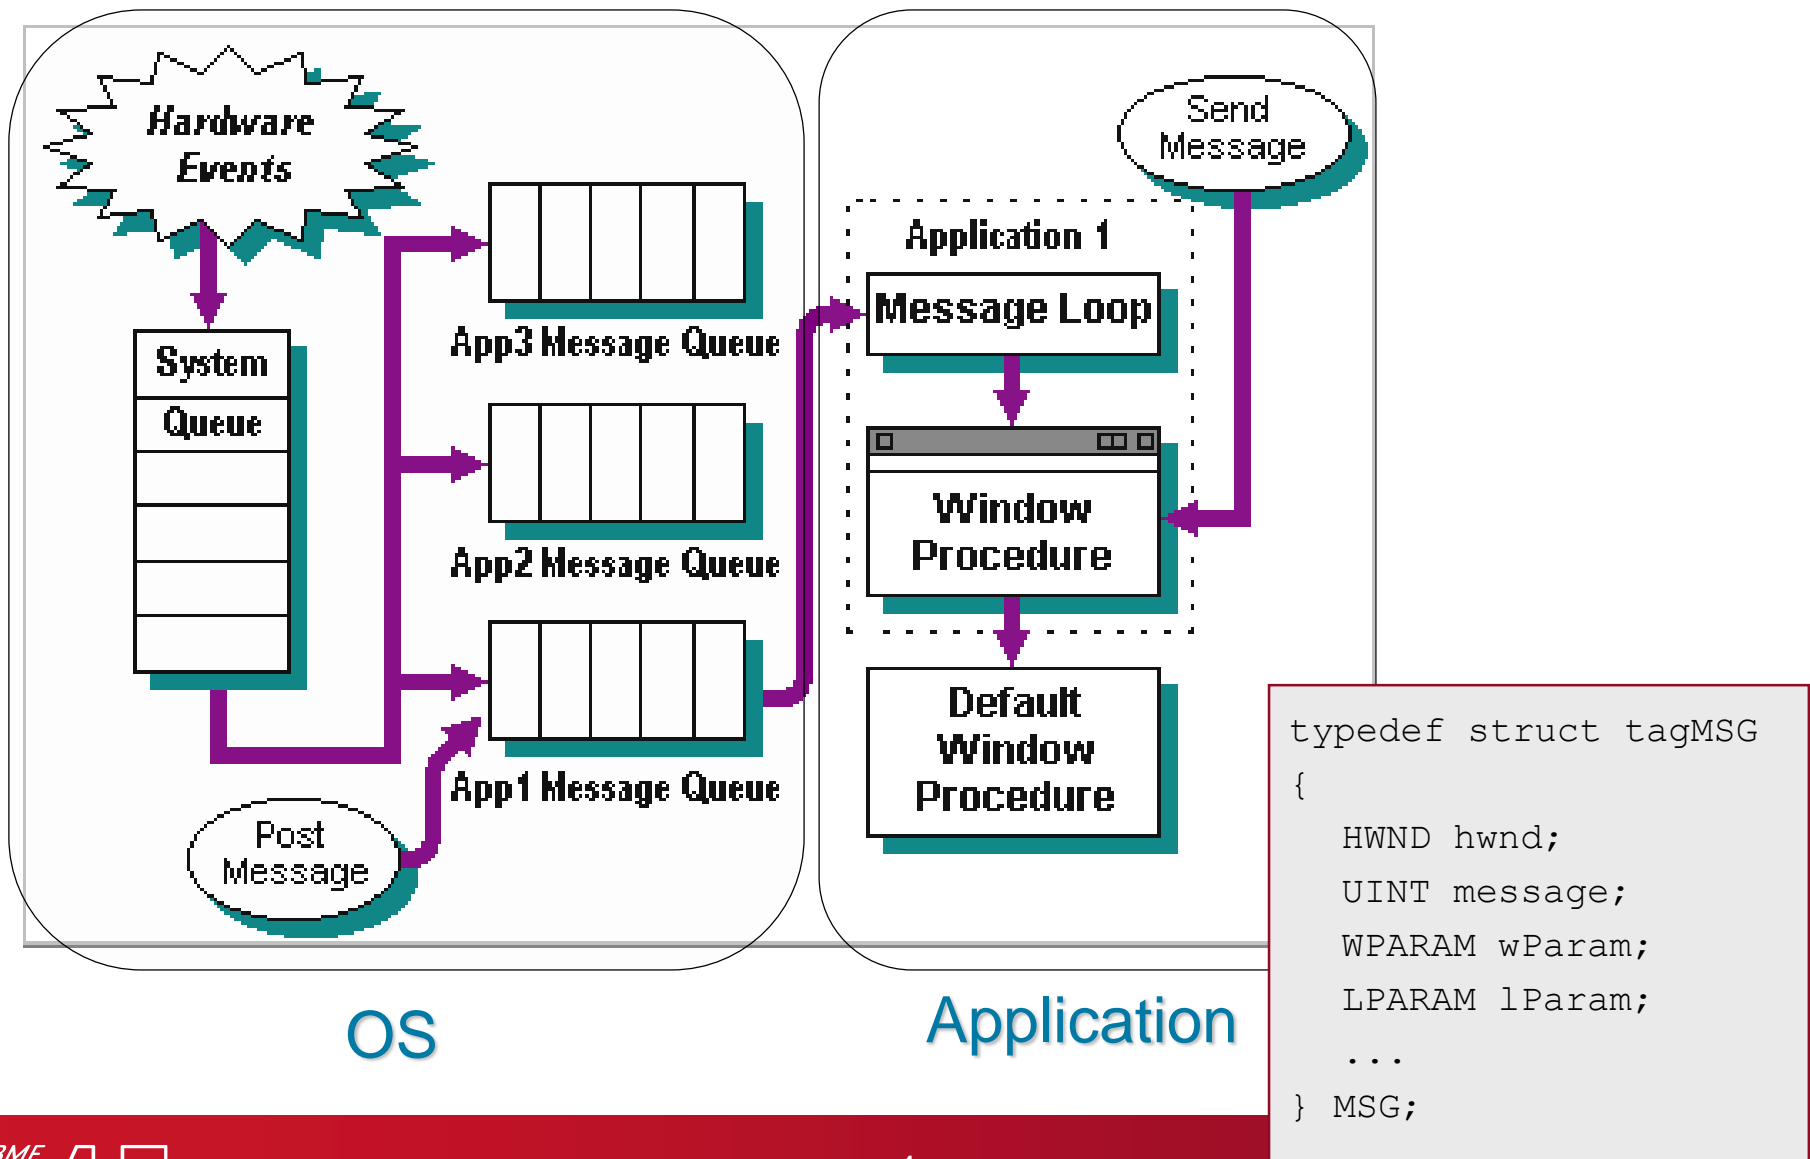 Hardware
Events
System
Queue
App3 Message Queue
App2 Message Queue
App1 Message Queue
Post
Message
Send
Message
Application 1
Message Loop
Window
Procedure
Default
Window
Procedure
OS
Application
typedef struct tagMSG
{
HWND hwnd;
UINT message;
WPARAM wParam;
LPARAM lParam;
...
} MSG;